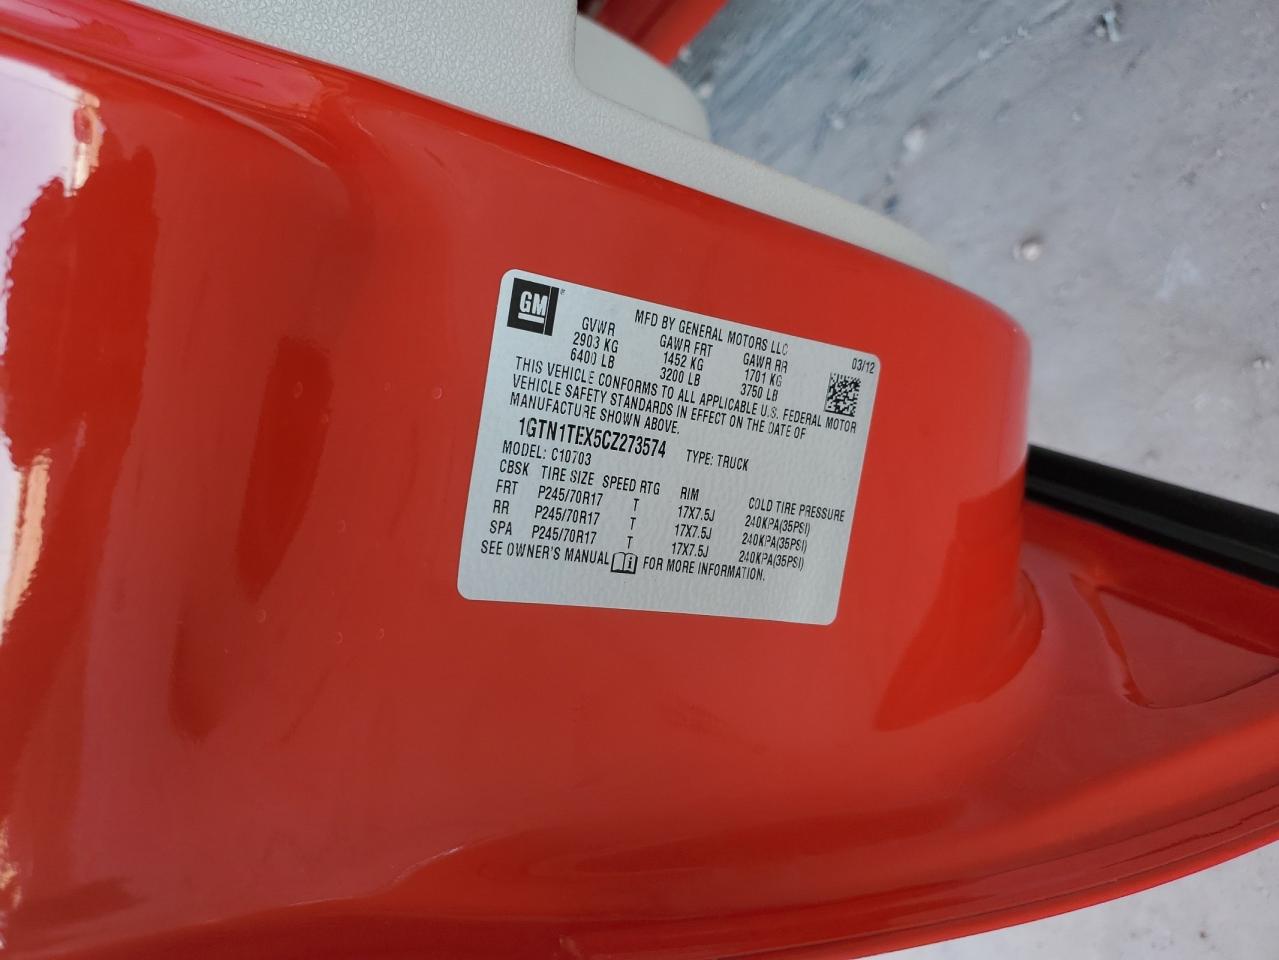 GM
MFD BY GENERAL MOTORS LLC
03/12
GVWR GAWR FRT GAWR RR
2903 KG 1452 KG 1701 KG
6400 LB 3200 LB 3750 LB
THIS VEHICLE CONFORMS TO ALL APPLICABLE U.S. FEDERAL MOTOR
VEHICLE SAFETY STANDARDS IN EFFECT ON THE DATE OF
MANUFACTURE SHOWN ABOVE.
1GTN1TEX5CZ273574 TYPE: TRUCK
MODEL: C10703
CBSK TIRE SIZE SPEED RTG RIM COLD TIRE PRESSURE
FRT P245/70R17 T 17X7.5J 240KPA(35PSI)
RR P245/70R17 T 17X7.5J 240KPA(35PSI)
SPA P245/70R17 T 17X7.5J 240KPA(35PSI)
SEE OWNER'S MANUAL FOR MORE INFORMATION.